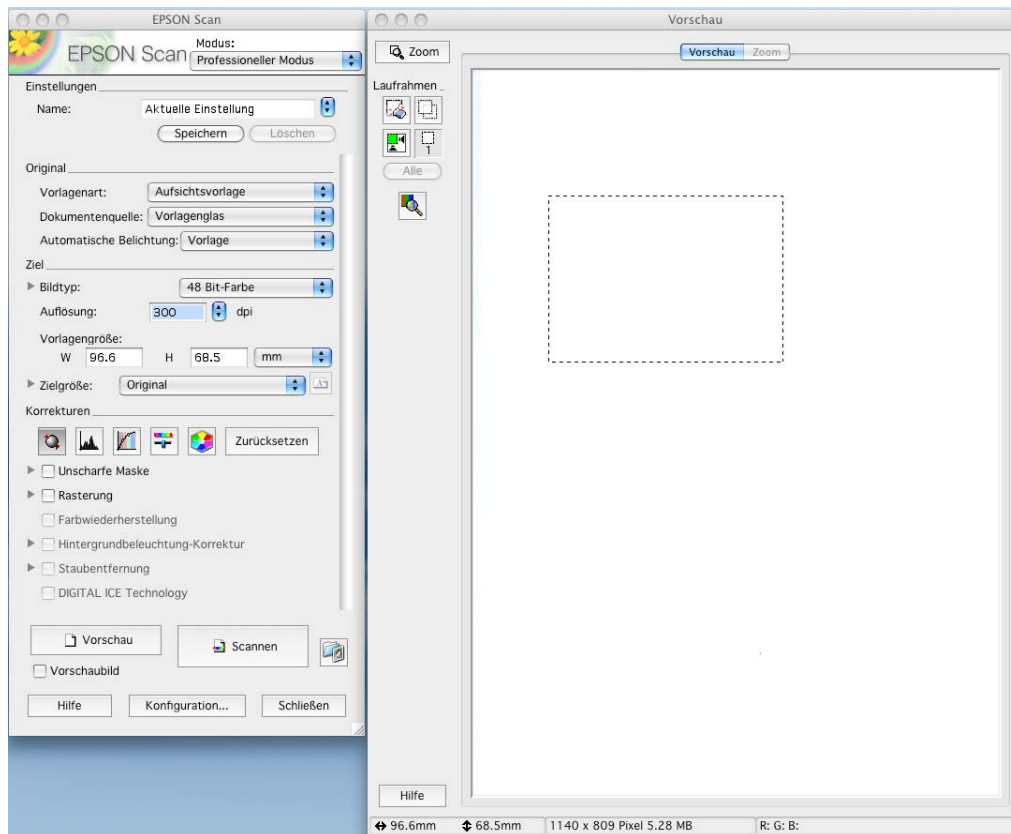 EPSON Scan
EPSON Scan
Modus:
Professioneller Modus
Einstellungen
Name: Aktuelle Einstellung
Speichern Löschen
Original
Vorlagenart: Aufsichtsvorlage
Dokumentenquelle: Vorlagenglas
Automatische Belichtung: Vorlage
Ziel
Bildtyp: 48 Bit-Farbe
Auflösung: 300 dpi
Vorlagengröße:
W 96.6 H 68.5 mm
Zielgröße: Original
Korrekturen
Zurücksetzen
Unscharfe Maske
Rasterung
Farbwiederherstellung
Hintergrundbeleuchtung-Korrektur
Staubentfernung
DIGITAL ICE Technology
Vorschau Scannen
Vorschaubild
Hilfe Konfiguration... Schließen
Vorschau
Zoom
Vorschau Zoom
Laufrahmen
1
Alle
Hilfe
96.6mm 68.5mm 1140 x 809 Pixel 5.28 MB R: G: B: